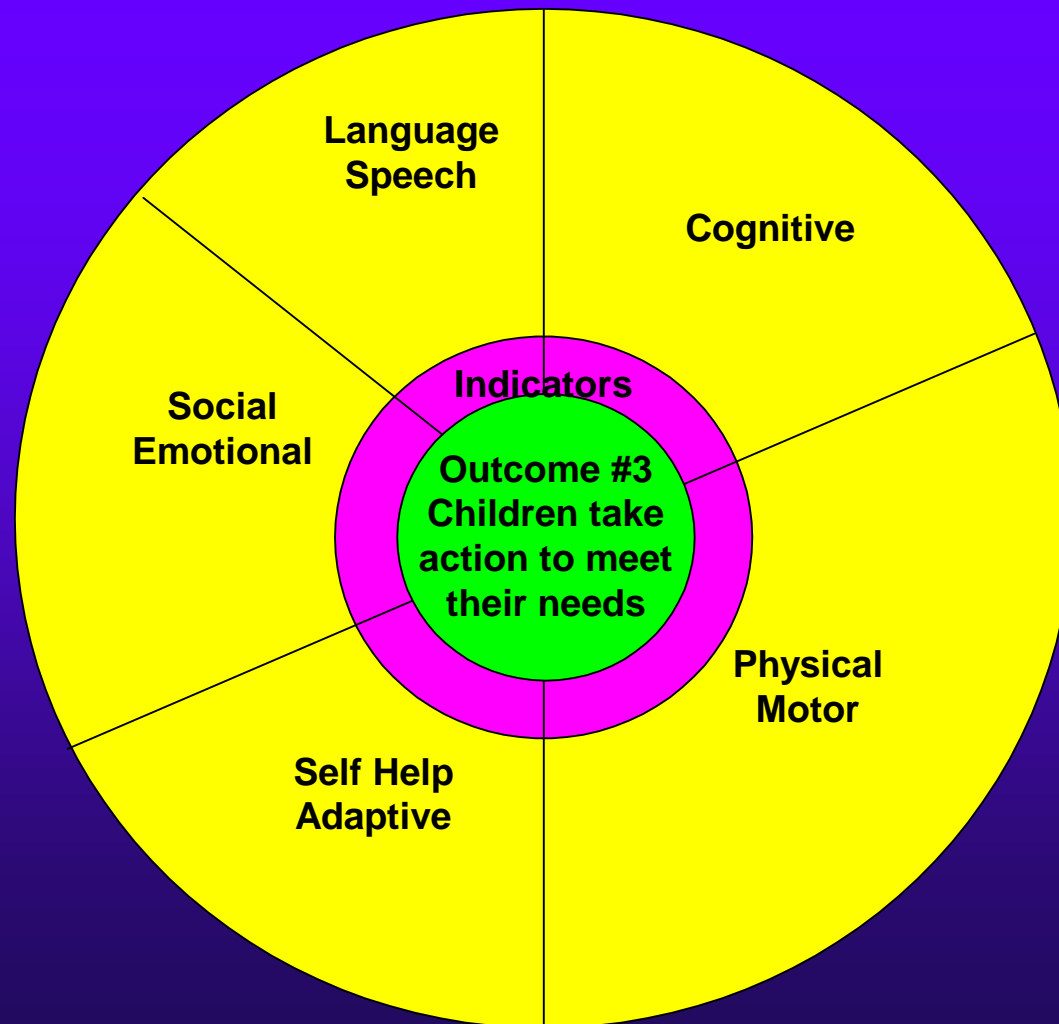 Language
Speech
Cognitive
Indicators
Social
Emotional
Outcome #3
Children take
action to meet
their needs
Physical
Motor
Self Help
Adaptive